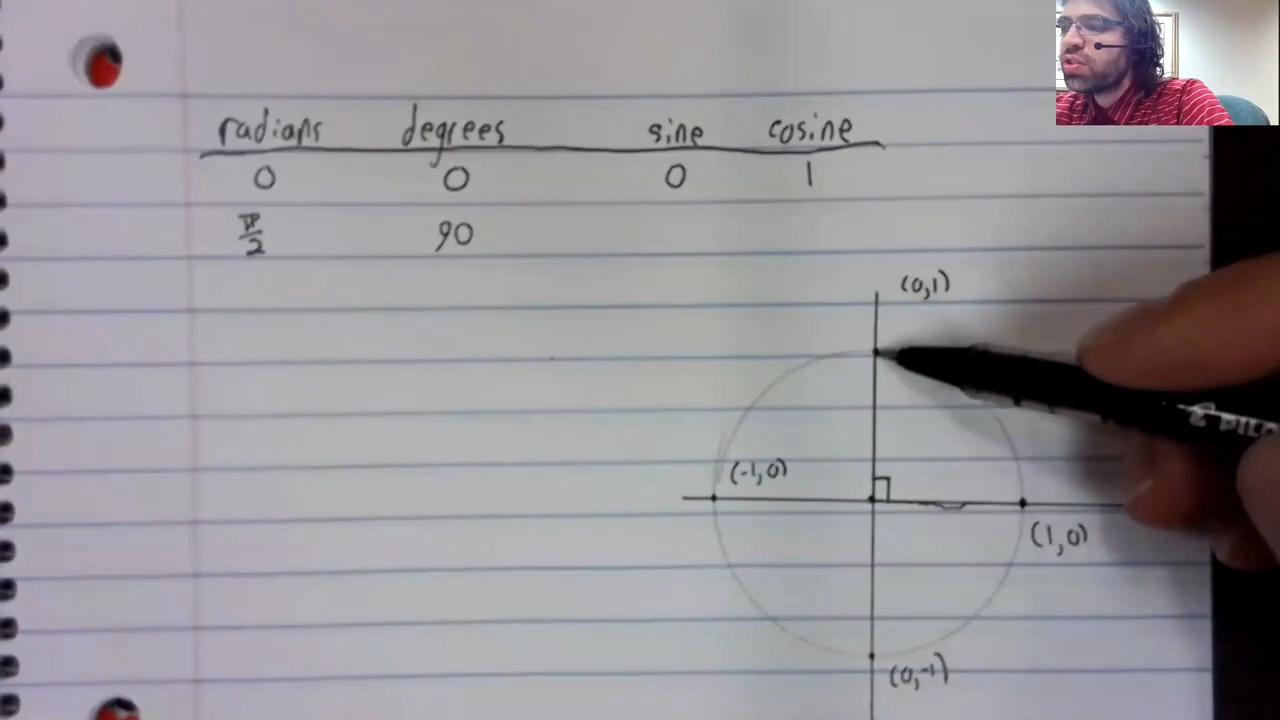 radians degrees sine cosine
0 0 0 1
π/2 90
(0,1)
(-1,0)
(1,0)
(0,-1)